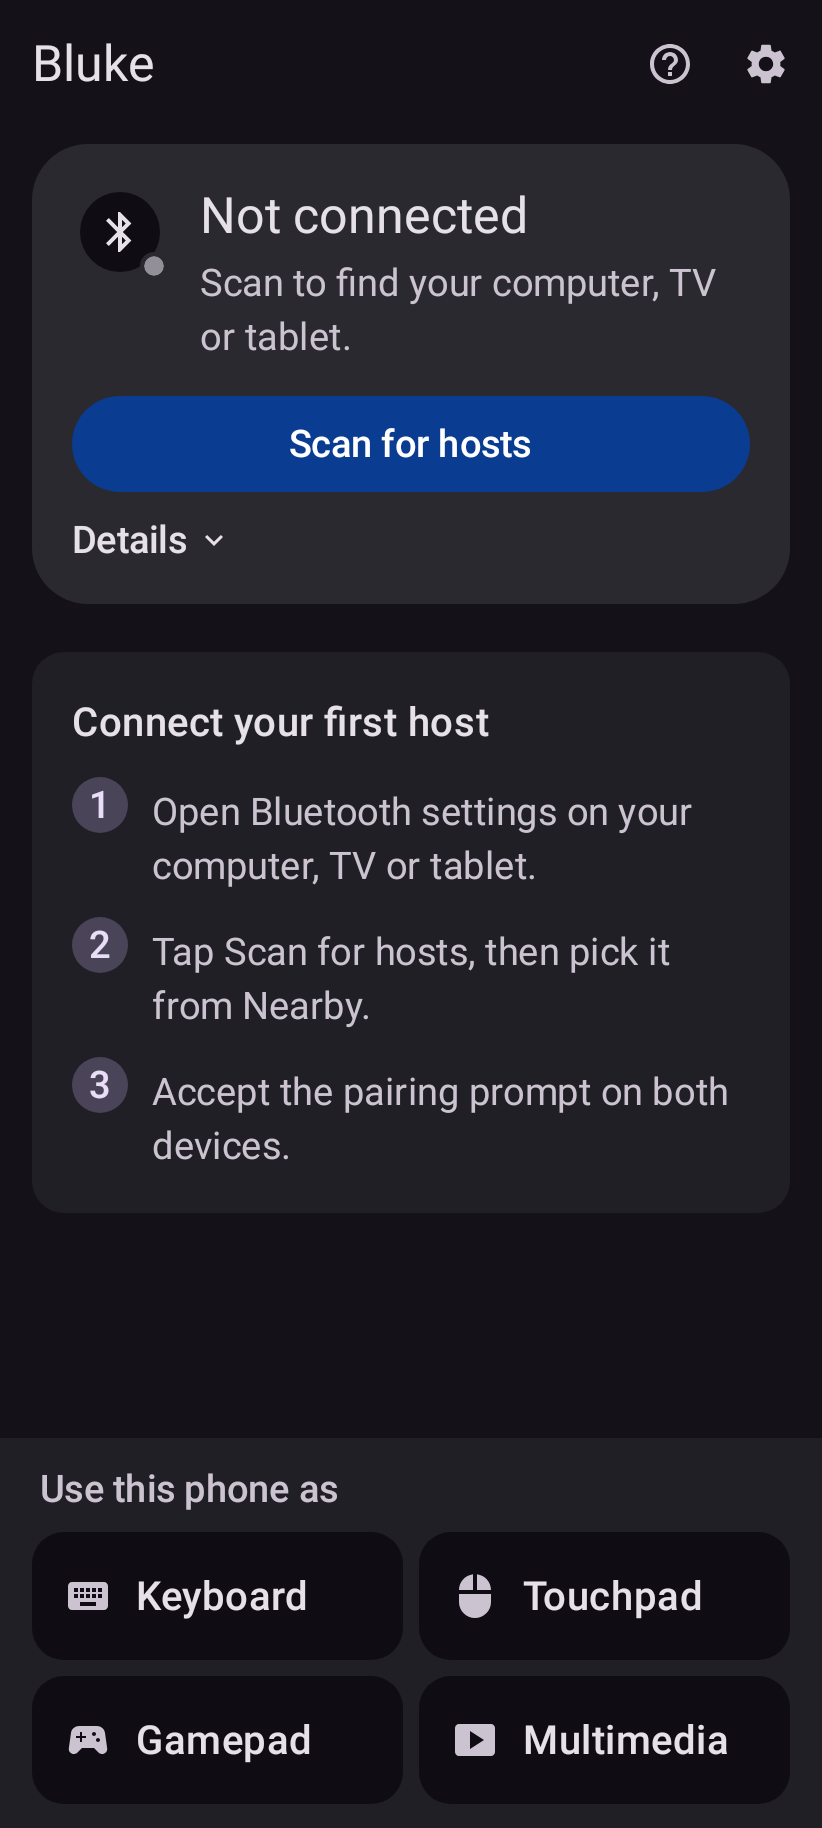 Bluke
Not connected
Scan to find your computer, TV
or tablet.
Scan for hosts
Details
Connect your first host
1 Open Bluetooth settings on your
computer, TV or tablet.
2 Tap Scan for hosts, then pick it
from Nearby.
3 Accept the pairing prompt on both
devices.
Use this phone as
Keyboard
Touchpad
Gamepad
Multimedia